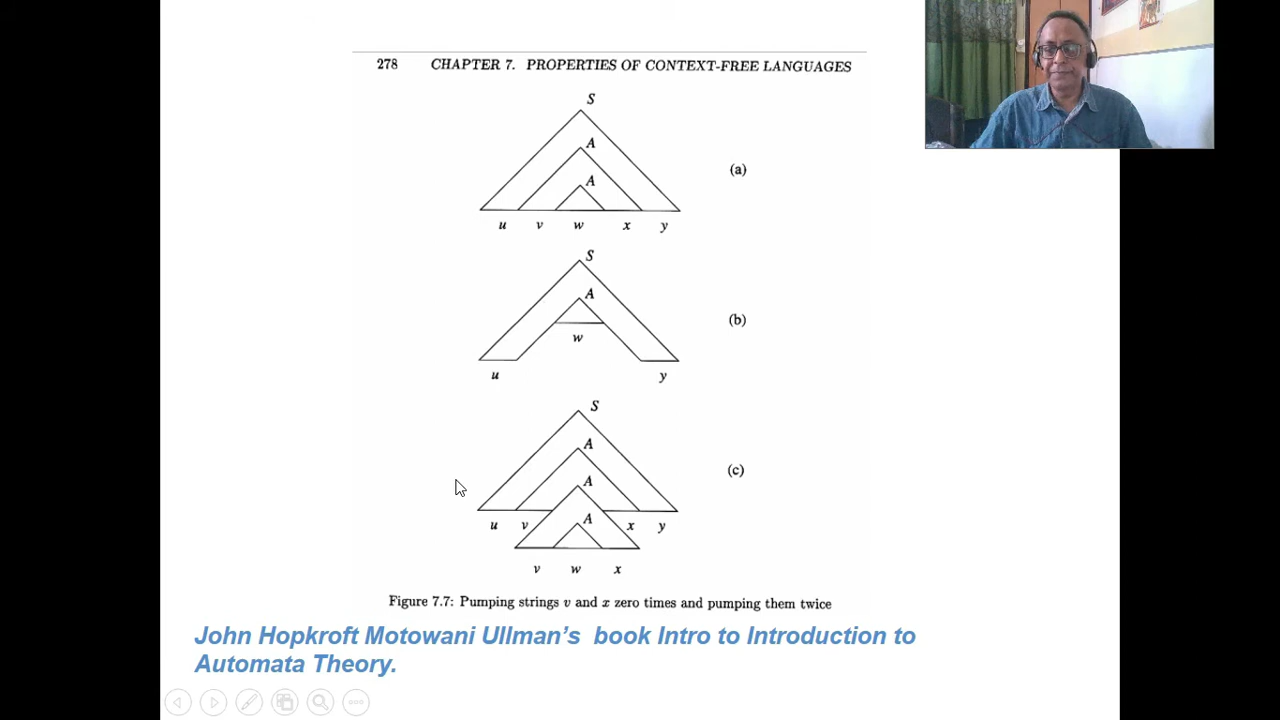 278 CHAPTER 7. PROPERTIES OF CONTEXT-FREE LANGUAGES
S
A
(a)
A
u v w x y
S
A
(b)
w
u y
S
A
(c)
A
A
u v x y
v w x
Figure 7.7: Pumping strings v and x zero times and pumping them twice
John Hopkroft Motowani Ullman’s book Intro to Introduction to
Automata Theory.